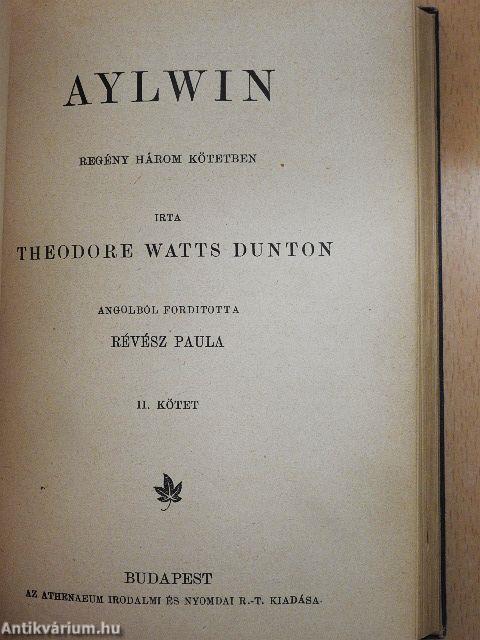 AYLWIN
REGÉNY HÁROM KÖTETBEN
IRTA
THEODORE WATTS DUNTON
ANGOLBÓL FORDITOTTA
RÉVÉSZ PAULA
II. KÖTET
BUDAPEST
AZ ATHENAEUM IRODALMI ÉS NYOMDAI R.-T. KIADÁSA.
Antikvárium.hu